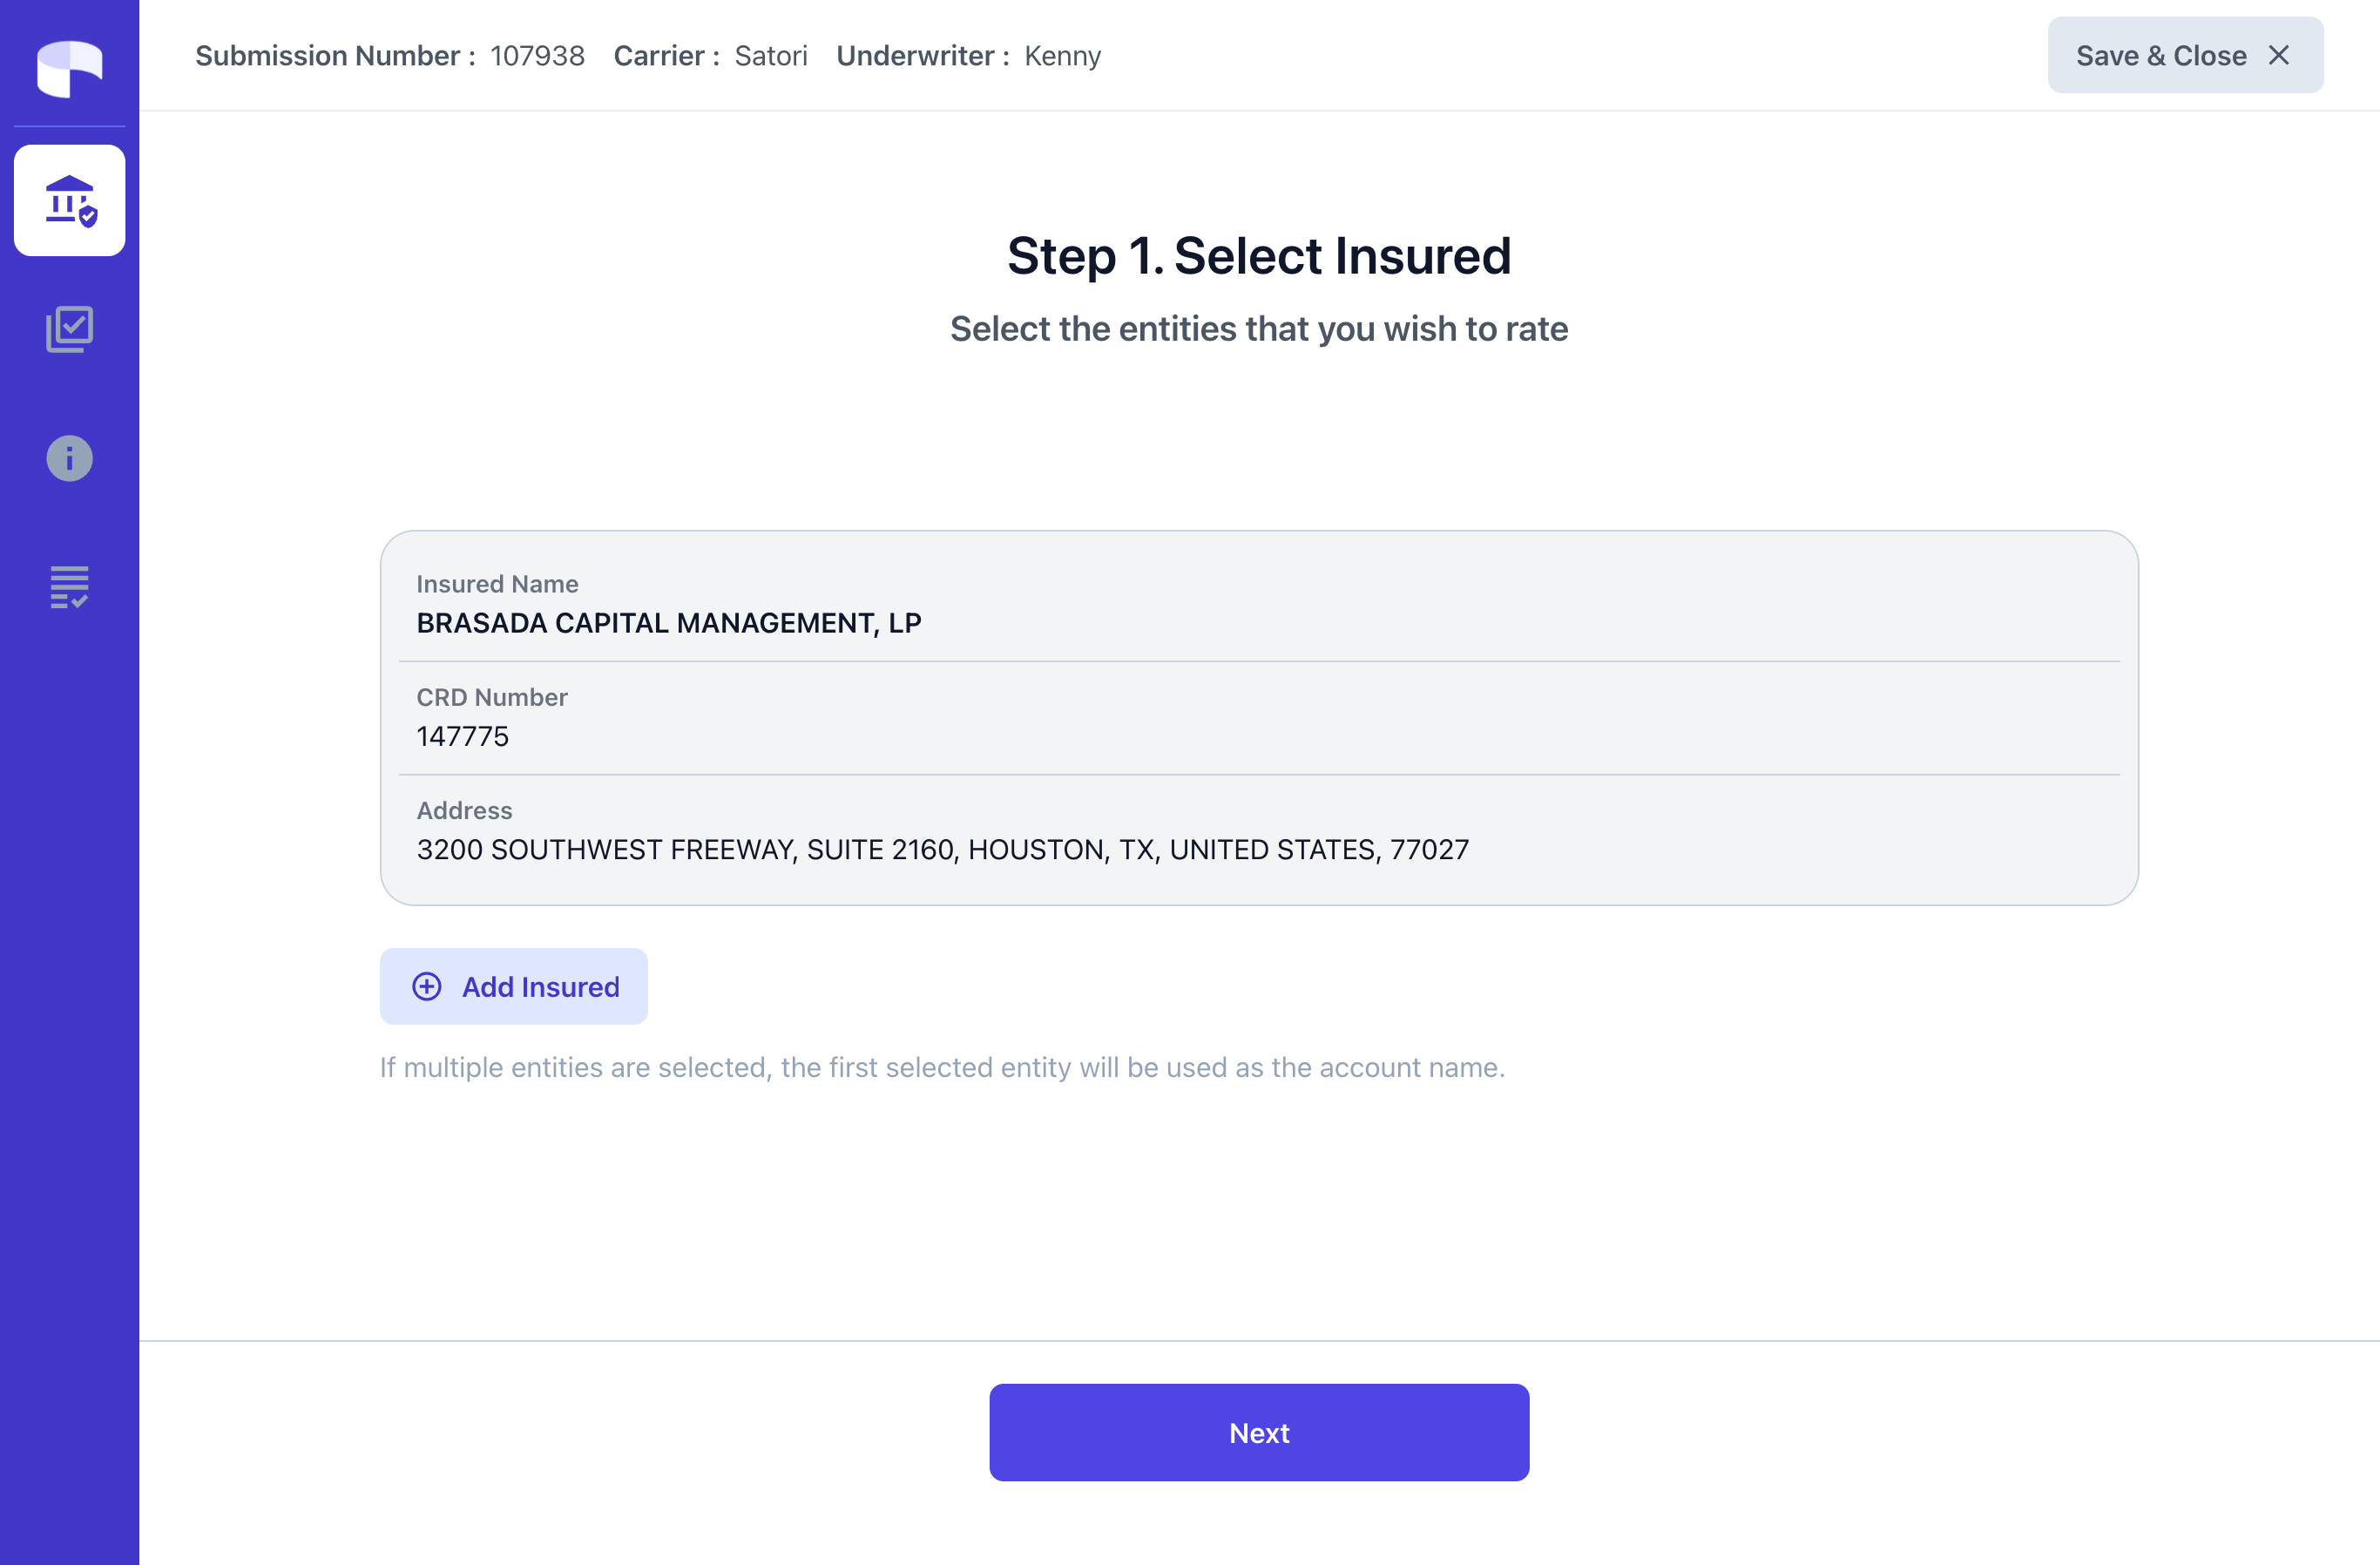 Submission Number : 107938 Carrier : Satori Underwriter : Kenny
Save & Close
Step 1. Select Insured
Select the entities that you wish to rate
Insured Name
BRASADA CAPITAL MANAGEMENT, LP
CRD Number
147775
Address
3200 SOUTHWEST FREEWAY, SUITE 2160, HOUSTON, TX, UNITED STATES, 77027
Add Insured
If multiple entities are selected, the first selected entity will be used as the account name.
Next